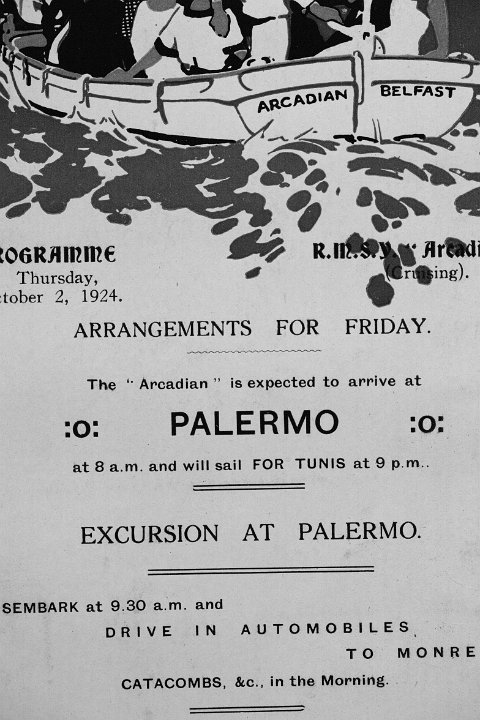 ARCADIAN BELFAST
ROGRAMME R.M.S.Y. "Arcadi
Thursday, (Cruising).
ctober 2, 1924.
ARRANGEMENTS FOR FRIDAY.
The "Arcadian" is expected to arrive at
:o: PALERMO :o:
at 8 a.m. and will sail FOR TUNIS at 9 p.m..
EXCURSION AT PALERMO.
SEMBARK at 9.30 a.m. and
DRIVE IN AUTOMOBILES
TO MONRE
CATACOMBS, &c., in the Morning.